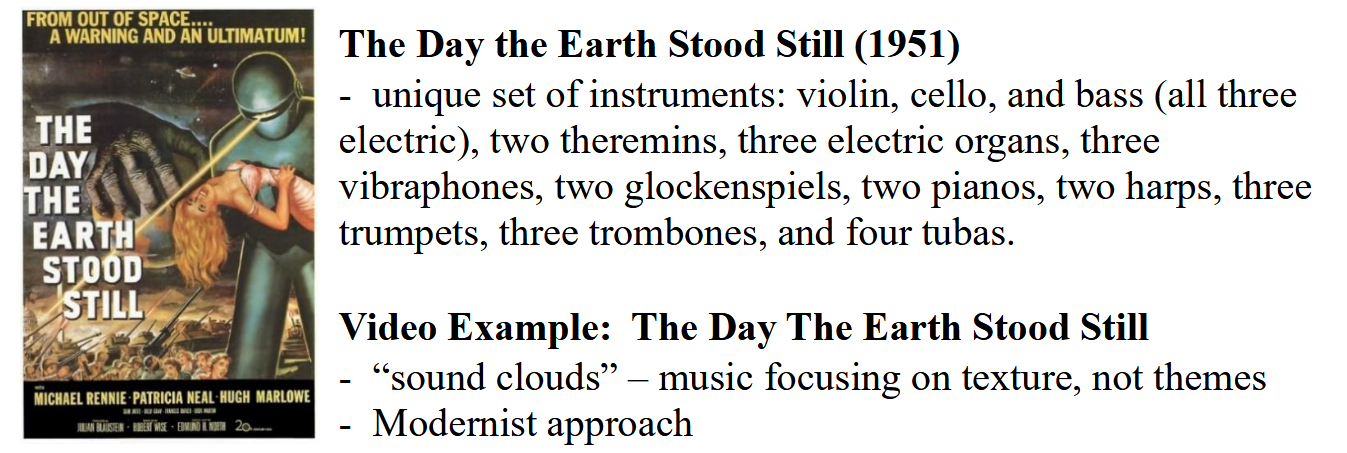 FROM OUT OF SPACE....
A WARNING AND AN ULTIMATUM!
THE
DAY
THE
EARTH
STOOD
STILL
MICHAEL RENNIE · PATRICIA NEAL · HUGH MARLOWE
JULIAN BLAUSTEIN · ROBERT WISE · EDMUND H. NORTH
The Day the Earth Stood Still (1951)
- unique set of instruments: violin, cello, and bass (all three
electric), two theremins, three electric organs, three
vibraphones, two glockenspiels, two pianos, two harps, three
trumpets, three trombones, and four tubas.
Video Example: The Day The Earth Stood Still
- “sound clouds” – music focusing on texture, not themes
- Modernist approach